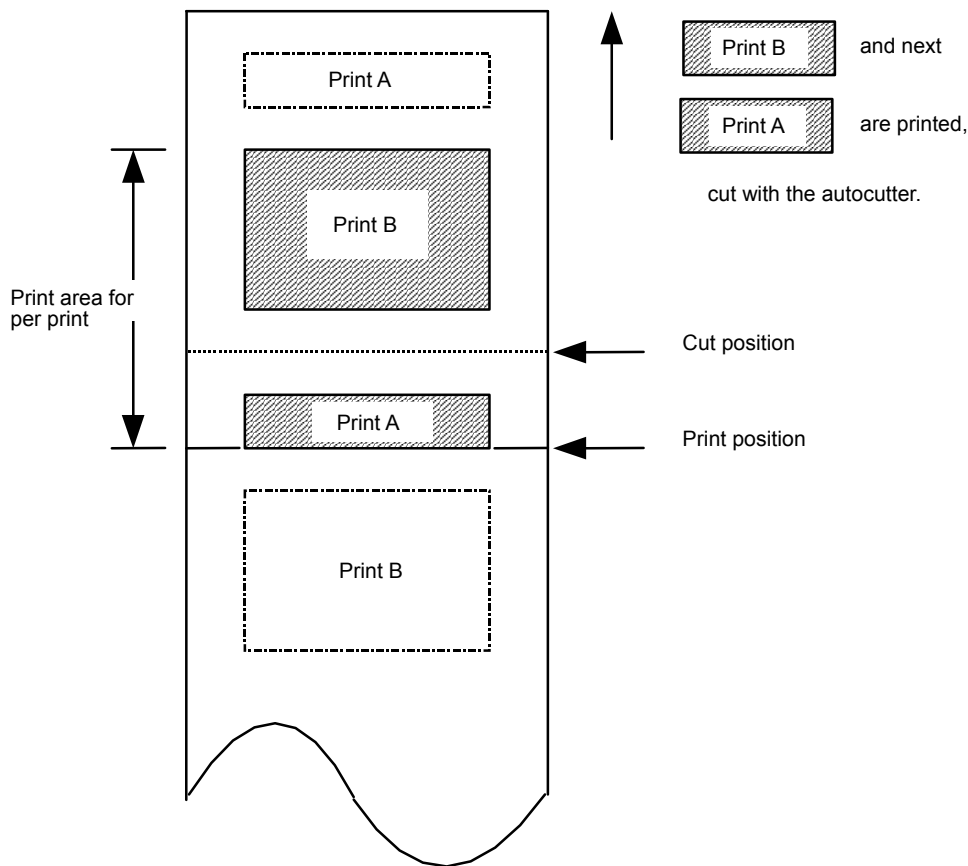 Print A
Print B
Print area for
per print
Print A
Print B
Print B
and next
Print A
are printed,
cut with the autocutter.
Cut position
Print position